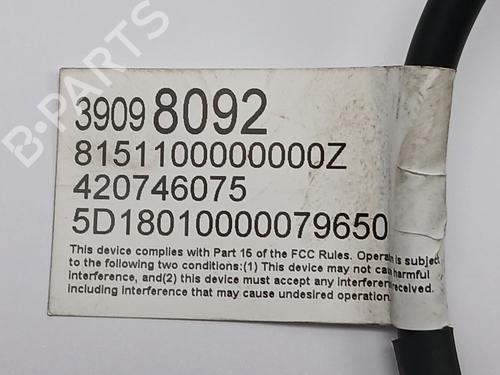 3909 8092
8151100000000Z
420746075
5D18010000079650
This device complies with Part 15 of the FCC Rules. Operation is subject
to the following two conditions:(1) This device may not cause harmful
interference, and(2) this device must accept any interference received,
including interference that may cause undesired operation
B-PARTS